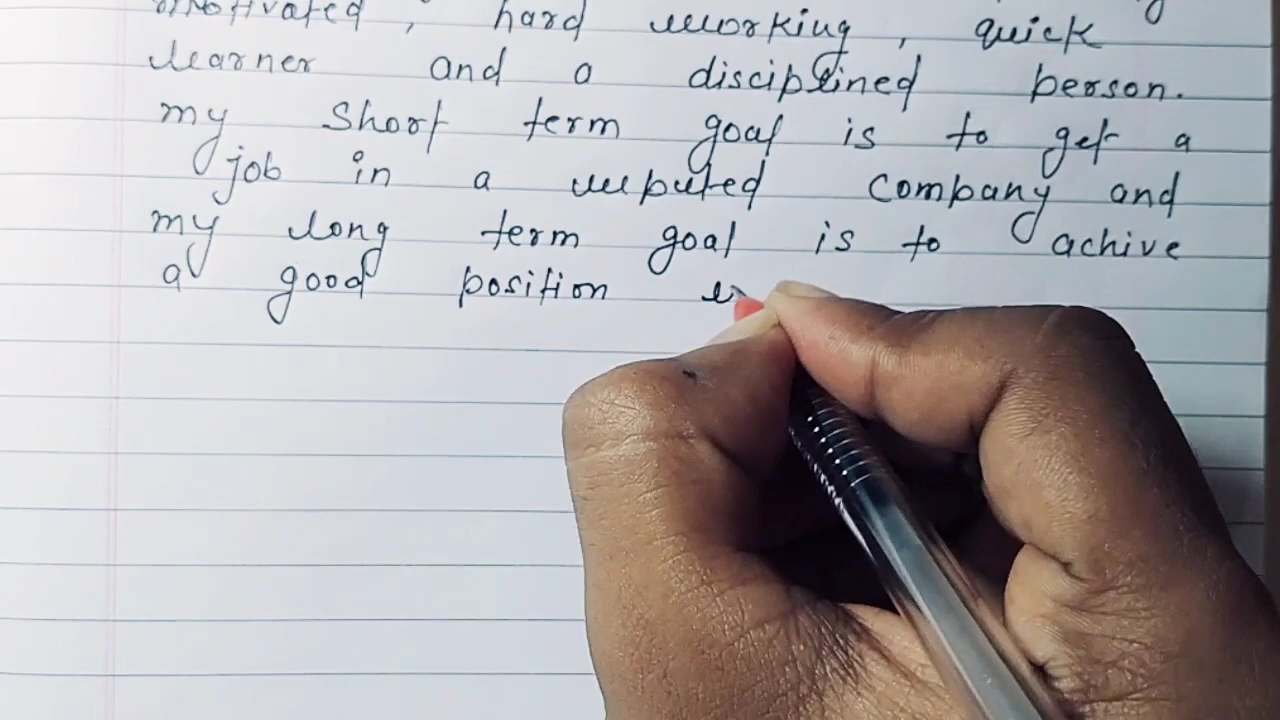 motivated, hard working, quick
learner and a disciplined person.
my short term goal is to get a
job in a reputed company and
my long term goal is to achive
a good position